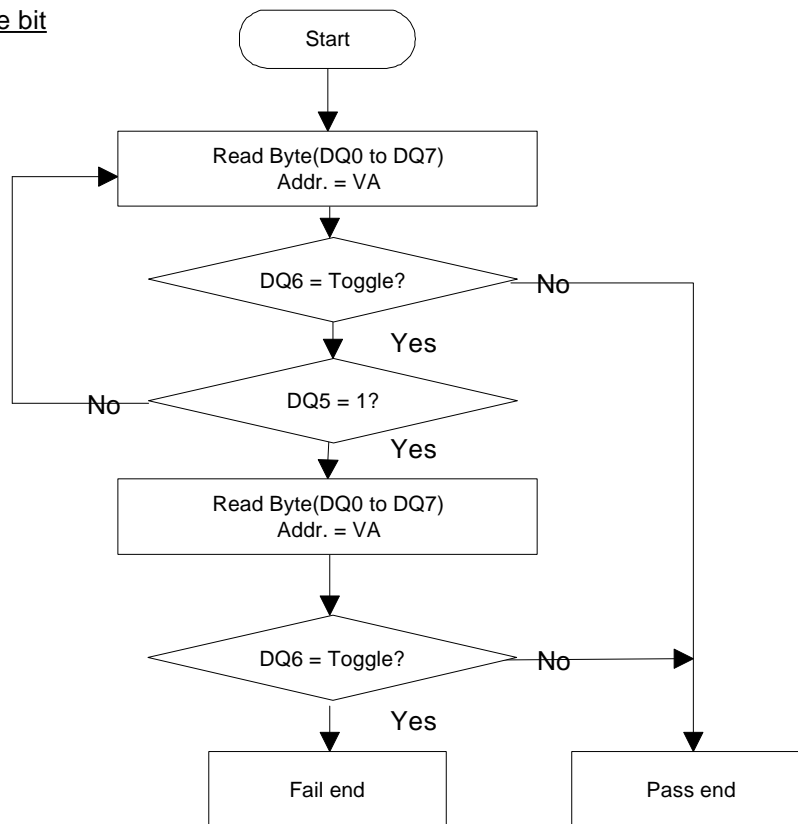 e bit
Start
Read Byte(DQ0 to DQ7)
Addr. = VA
DQ6 = Toggle?
No
Yes
No
DQ5 = 1?
Yes
Read Byte(DQ0 to DQ7)
Addr. = VA
DQ6 = Toggle?
No
Yes
Fail end
Pass end